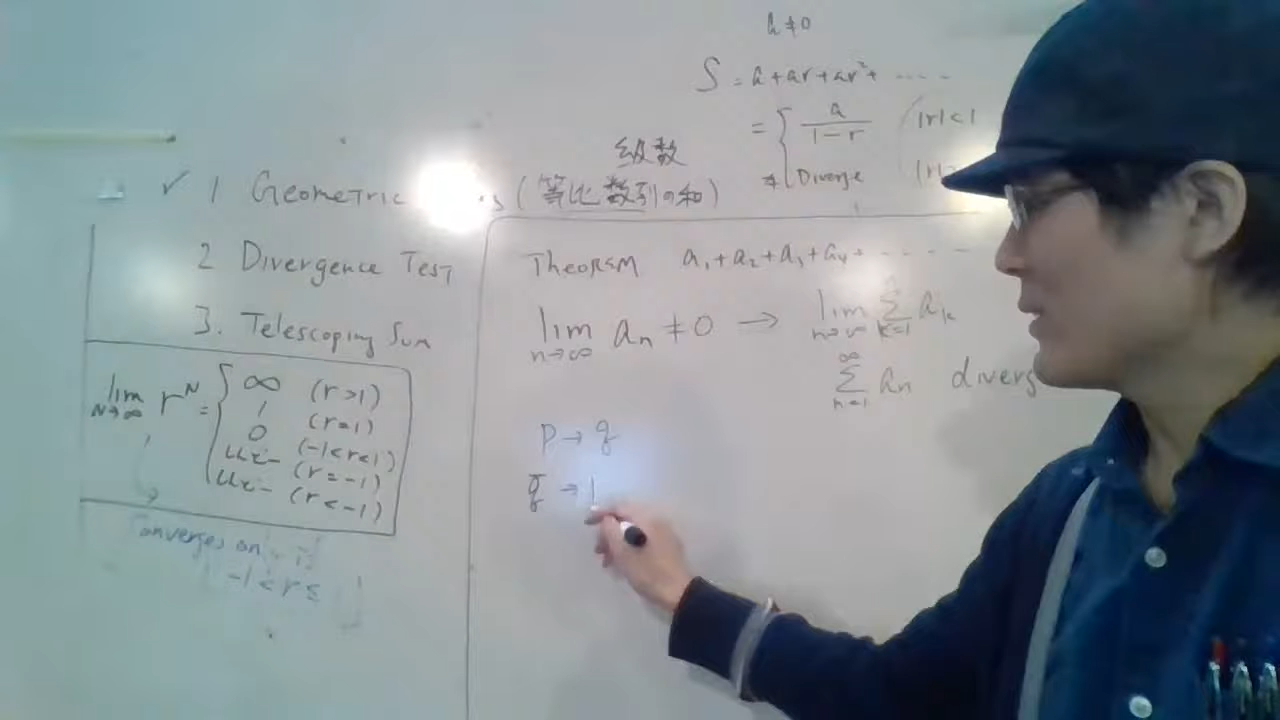 a ≠ 0
S = a + ar + ar² + ....
= { a / 1-r |r|<1
Diverge |r|
级数
✓ 1 Geometric (等比数列の和)
2 Divergence Test
3. Telescoping Sum
lim N→∞ r^N = { ∞ (r>1)
1 (r=1)
0 (-1<r<1)
(r=-1)
(r<-1)
Converges on
-1<r≤
Theorem a₁+a₂+a₃+a₄+ - - - -
lim n→∞ aₙ ≠ 0 → lim n→∞ Σ k=1 aₖ
∞ Σ n=1 aₙ diverg
p → q
q̄ →